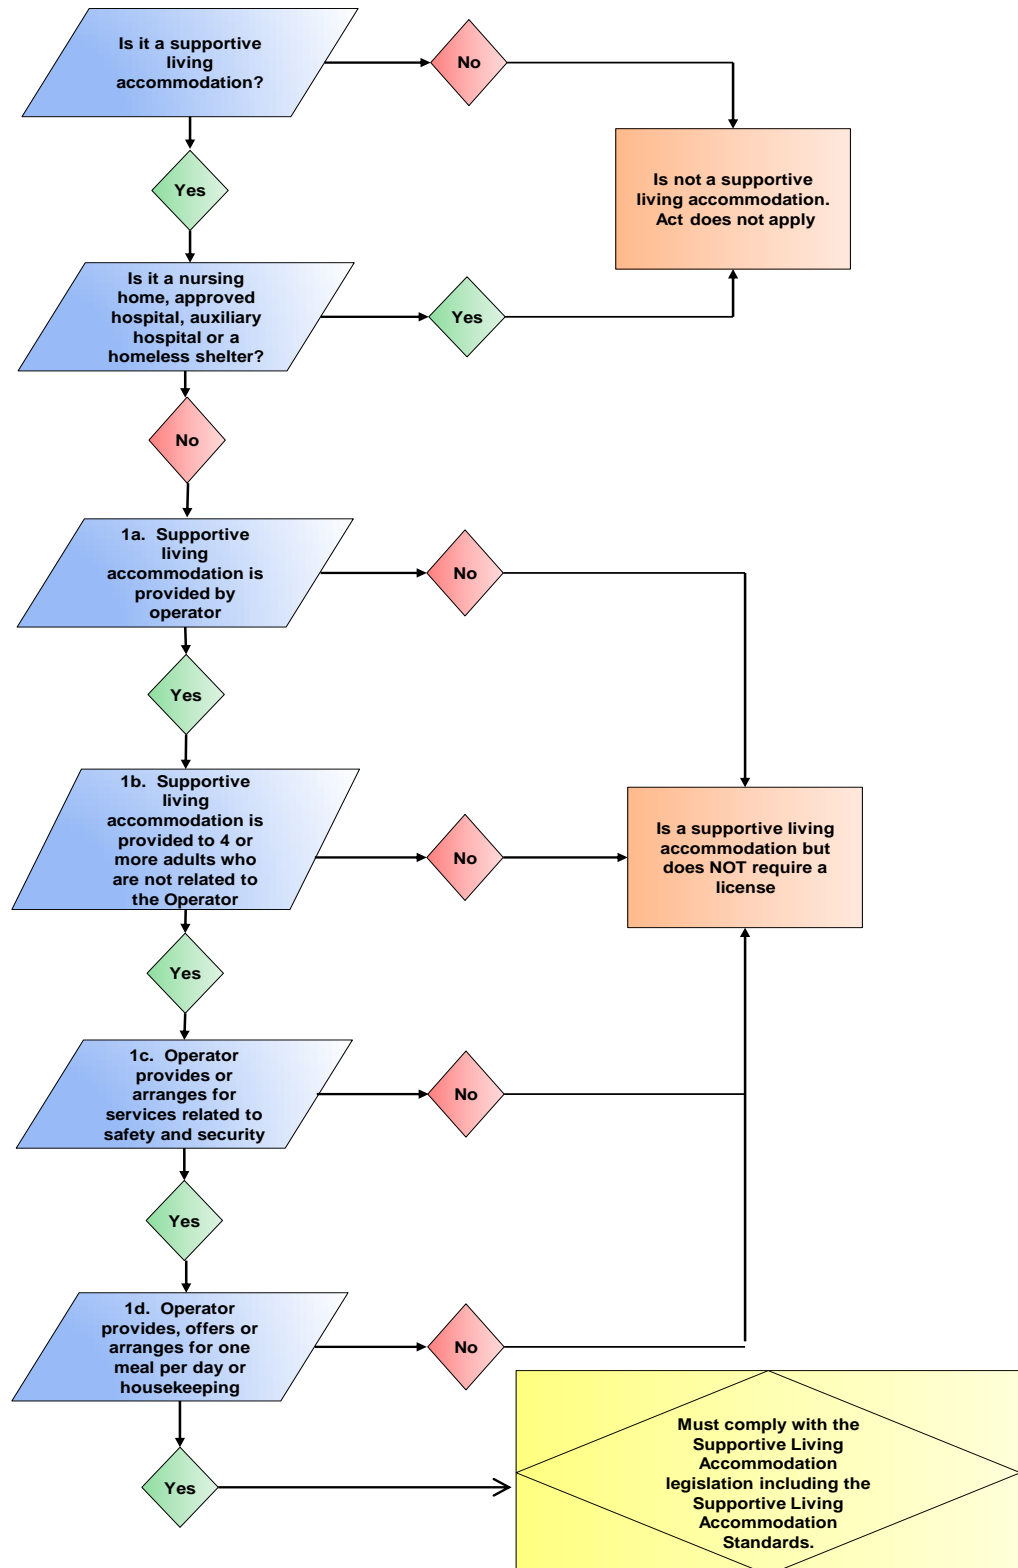 Is it a supportive
living
accommodation?
No
Yes
Is not a supportive
living accommodation.
Act does not apply
Is it a nursing
home, approved
hospital, auxiliary
hospital or a
homeless shelter?
Yes
No
1a.  Supportive
living
accommodation is
provided by
operator
No
Yes
1b.  Supportive
living
accommodation is
provided to 4 or
more adults who
are not related to
the Operator
No
Is a supportive living
accommodation but
does NOT require a
license
Yes
1c.  Operator
provides or
arranges for
services related to
safety and security
No
Yes
1d.  Operator
provides, offers or
arranges for one
meal per day or
housekeeping
No
Yes
Must comply with the
Supportive Living
Accommodation
legislation including the
Supportive Living
Accommodation
Standards.